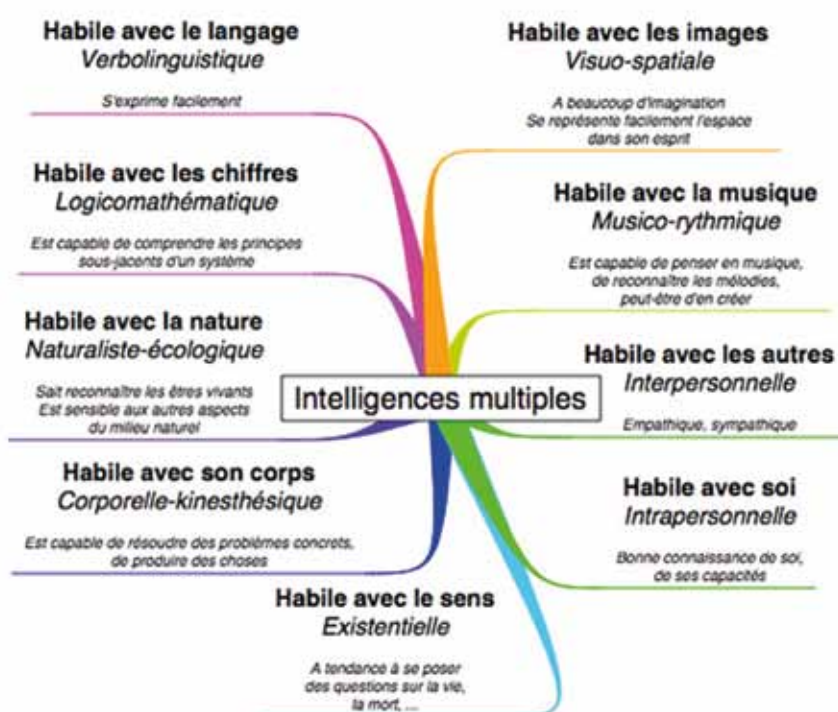 Habile avec le langage
Verbolinguistique
S'exprime facilement
Habile avec les images
Visuo-spatiale
A beaucoup d'imagination
Se représente facilement l'espace
dans son esprit
Habile avec les chiffres
Logicomathématique
Est capable de comprendre les principes
sous-jacents d'un système
Habile avec la musique
Musico-rythmique
Est capable de penser en musique,
de reconnaître les mélodies,
peut-être d'en créer
Habile avec la nature
Naturaliste-écologique
Sait reconnaître les êtres vivants
Est sensible aux autres aspects
du milieu naturel
Habile avec les autres
Interpersonnelle
Empathique, sympathique
Intelligences multiples
Habile avec son corps
Corporelle-kinesthésique
Est capable de résoudre des problèmes concrets,
de produire des choses
Habile avec soi
Intrapersonnelle
Bonne connaissance de soi,
de ses capacités
Habile avec le sens
Existentielle
A tendance à se poser
des questions sur la vie,
la mort, ...